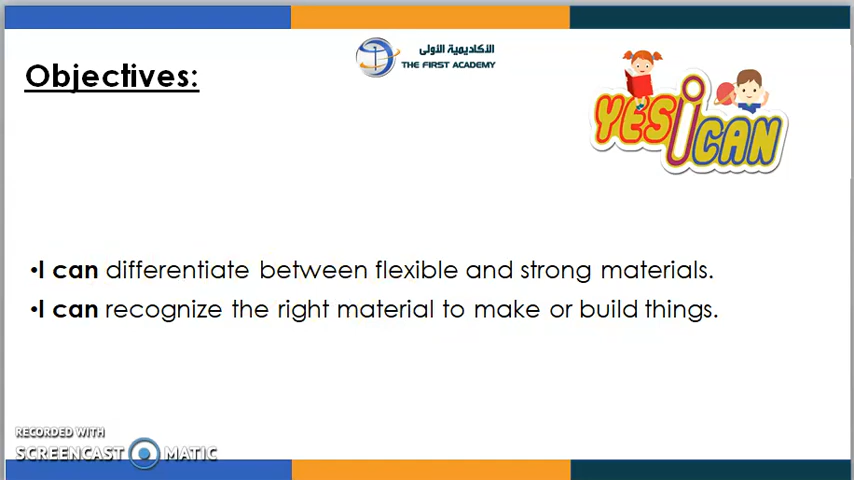 الأكاديمية الأولى
THE FIRST ACADEMY
Objectives:
YES i CAN
•I can differentiate between flexible and strong materials.
•I can recognize the right material to make or build things.
RECORDED WITH
SCREENCAST MATIC